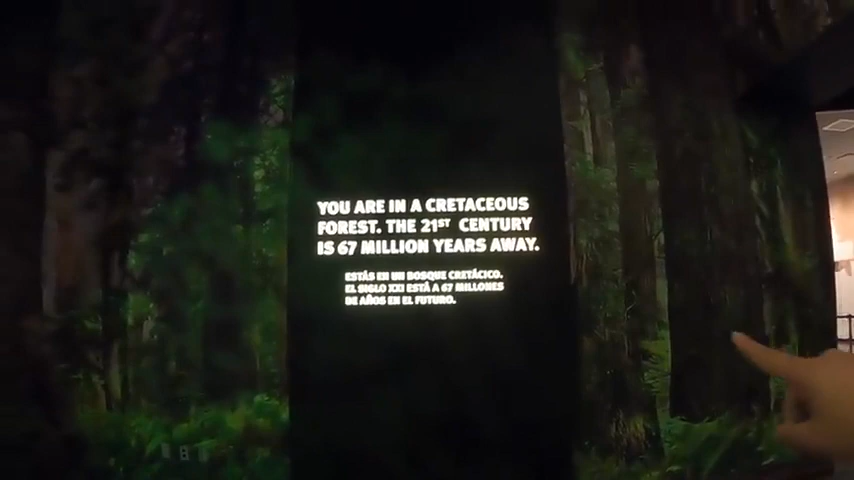 YOU ARE IN A CRETACEOUS
FOREST. THE 21ST CENTURY
IS 67 MILLION YEARS AWAY.
ESTÁS EN UN BOSQUE CRETÁCICO.
EL SIGLO XXI ESTÁ A 67 MILLONES
DE AÑOS EN EL FUTURO.